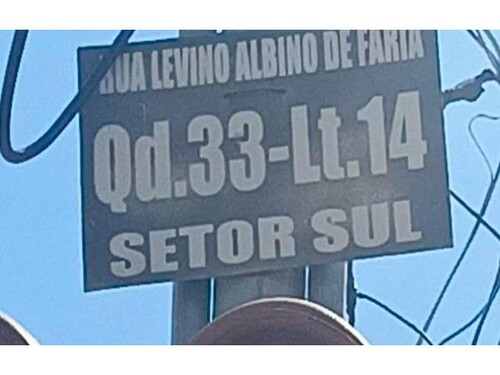 RUA LEVINO ALBINO DE FARIA
Qd.33-Lt.14
SETOR SUL